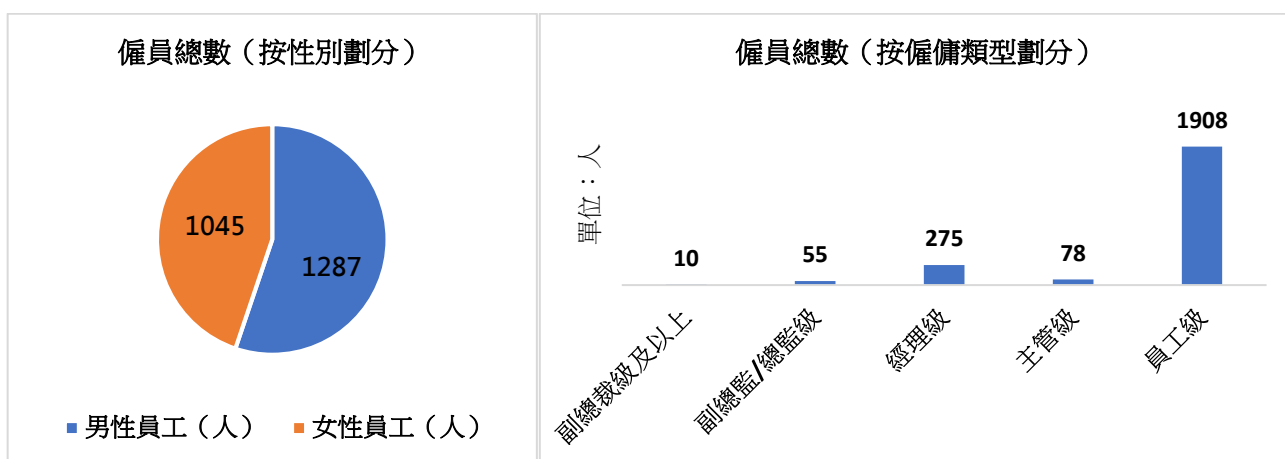 僱員總數（按性別劃分）
1045
1287
男性員工（人）
女性員工（人）
僱員總數（按僱傭類型劃分）
單位：人
10
55
275
78
1908
副總裁級及以上
副總監/總監級
經理級
主管級
員工級